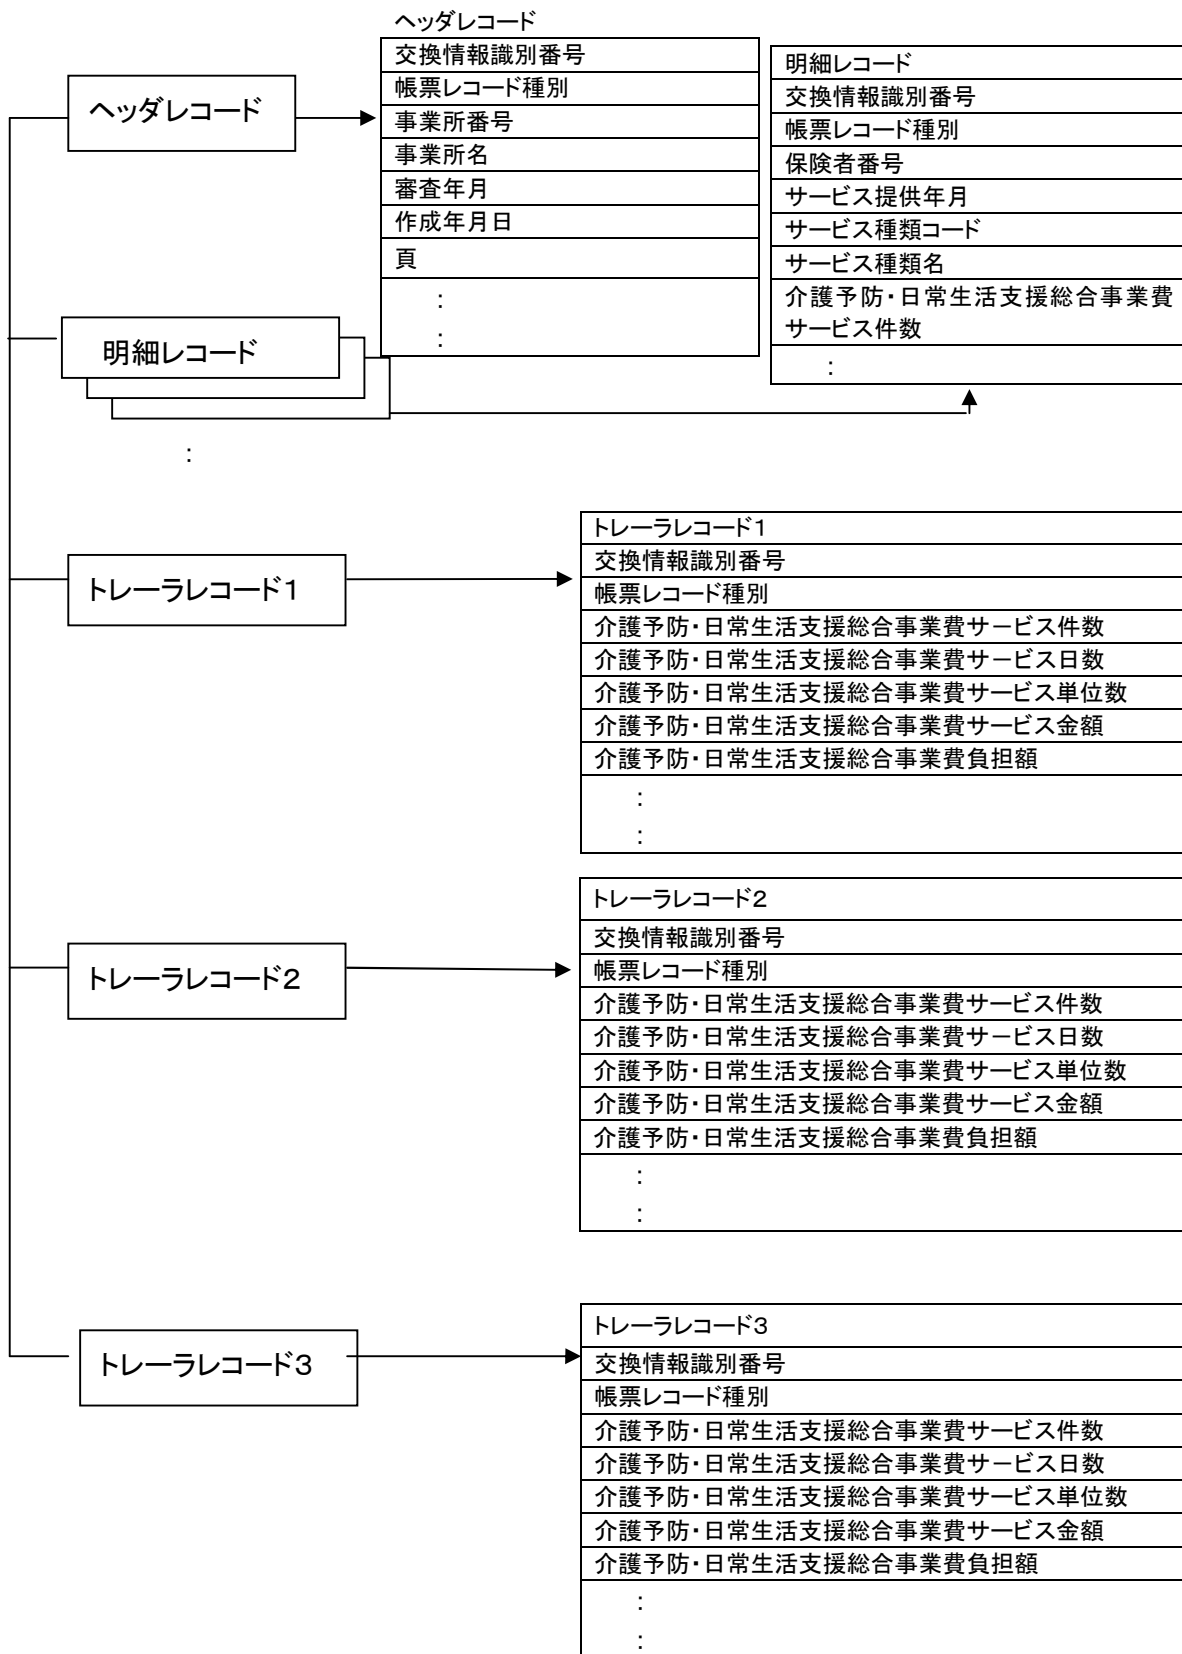 ヘッダレコード
ヘッダレコード
交換情報識別番号
帳票レコード種別
事業所番号
事業所名
審査年月
作成年月日
頁
:
:
明細レコード
:
明細レコード
交換情報識別番号
帳票レコード種別
保険者番号
サービス提供年月
サービス種類コード
サービス種類名
介護予防・日常生活支援総合事業費
サービス件数
:
トレーラレコード1
トレーラレコード1
交換情報識別番号
帳票レコード種別
介護予防・日常生活支援総合事業費サービス件数
介護予防・日常生活支援総合事業費サービス日数
介護予防・日常生活支援総合事業費サービス単位数
介護予防・日常生活支援総合事業費サービス金額
介護予防・日常生活支援総合事業費負担額
:
:
トレーラレコード2
トレーラレコード2
交換情報識別番号
帳票レコード種別
介護予防・日常生活支援総合事業費サービス件数
介護予防・日常生活支援総合事業費サービス日数
介護予防・日常生活支援総合事業費サービス単位数
介護予防・日常生活支援総合事業費サービス金額
介護予防・日常生活支援総合事業費負担額
:
:
トレーラレコード3
トレーラレコード3
交換情報識別番号
帳票レコード種別
介護予防・日常生活支援総合事業費サービス件数
介護予防・日常生活支援総合事業費サービス日数
介護予防・日常生活支援総合事業費サービス単位数
介護予防・日常生活支援総合事業費サービス金額
介護予防・日常生活支援総合事業費負担額
:
: